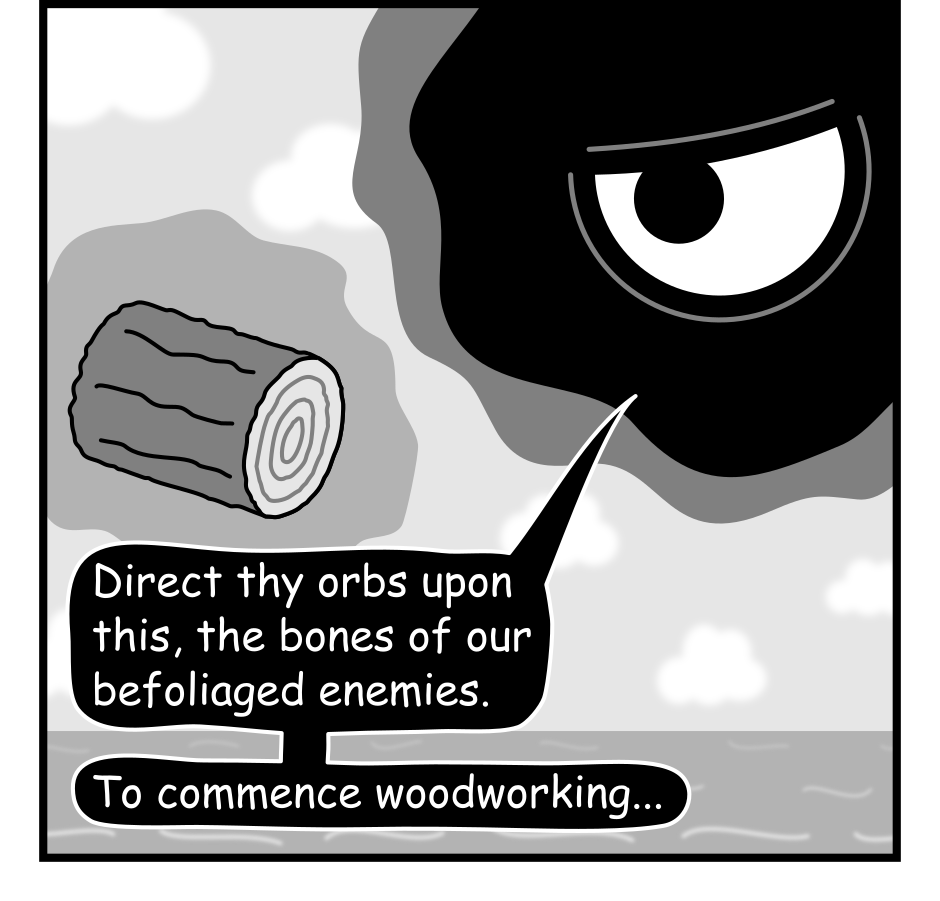 Direct thy orbs upon
this, the bones of our
befoliaged enemies.
To commence woodworking...